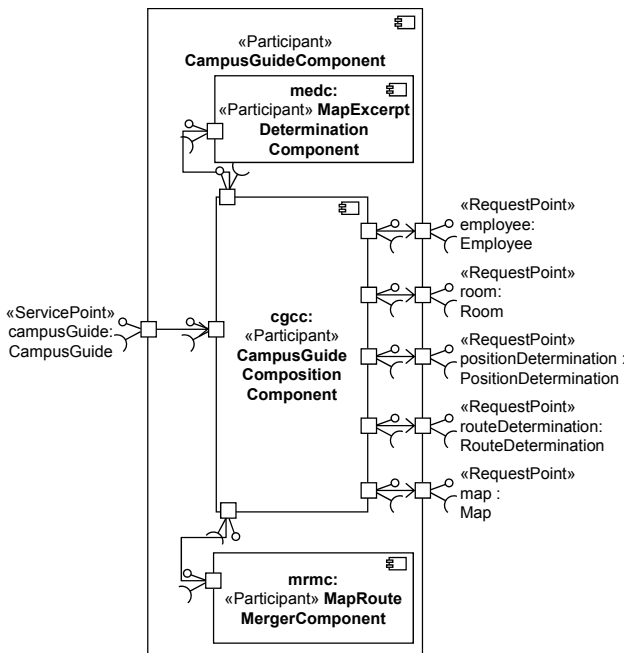 «Participant»
CampusGuideComponent
medc:
«Participant» MapExcerpt
Determination
Component
«ServicePoint»
campusGuide:
CampusGuide
cgcc:
«Participant»
CampusGuide
Composition
Component
«RequestPoint»
employee:
Employee
«RequestPoint»
room:
Room
«RequestPoint»
positionDetermination :
PositionDetermination
«RequestPoint»
routeDetermination:
RouteDetermination
«RequestPoint»
map :
Map
mrmc:
«Participant» MapRoute
MergerComponent